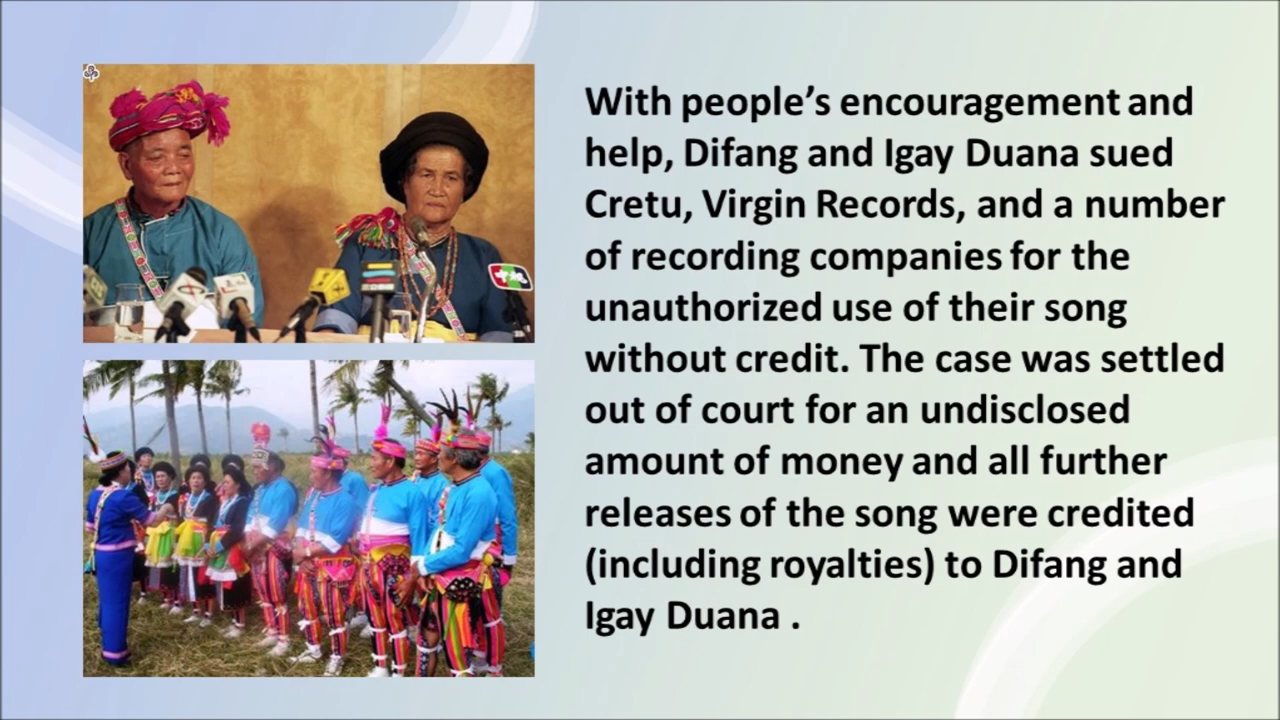 With people’s encouragement and
help, Difang and Igay Duana sued
Cretu, Virgin Records, and a number
of recording companies for the
unauthorized use of their song
without credit. The case was settled
out of court for an undisclosed
amount of money and all further
releases of the song were credited
(including royalties) to Difang and
Igay Duana .